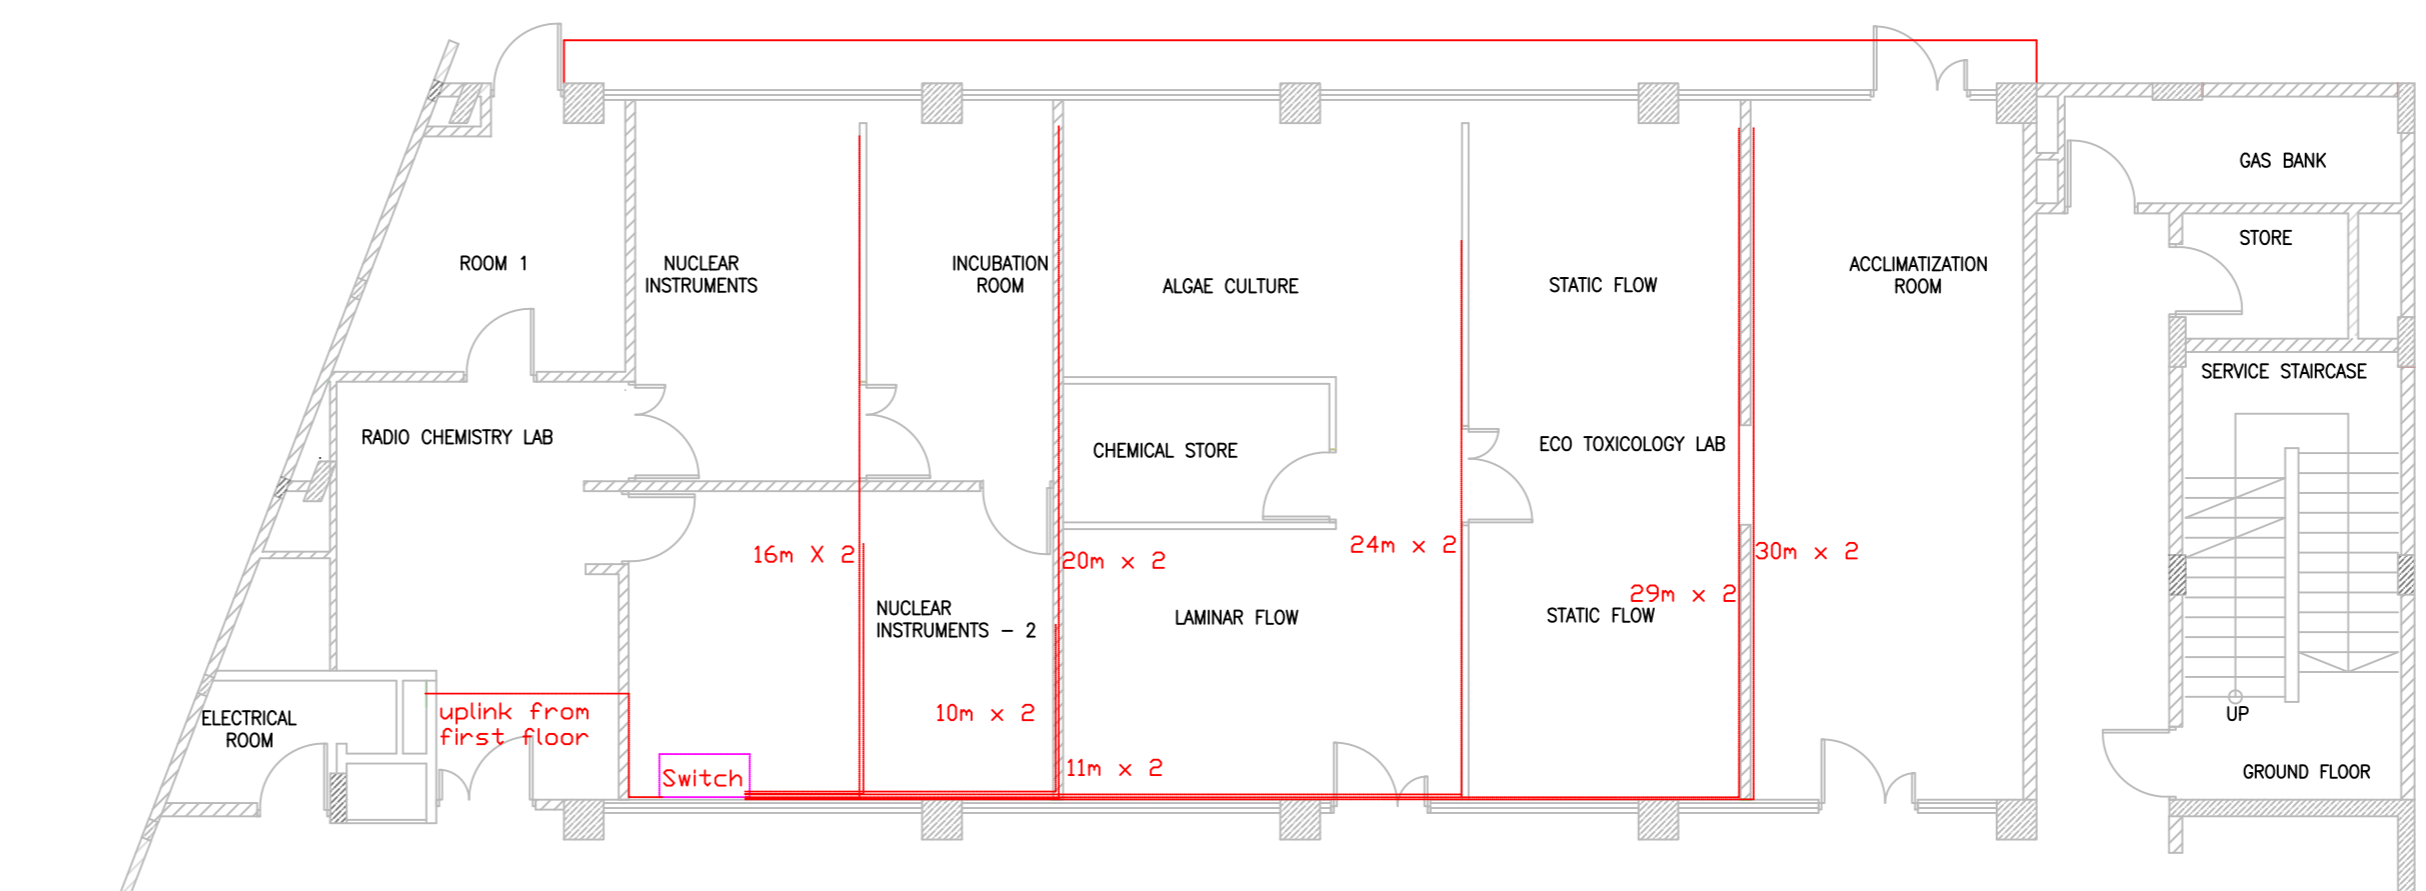 GAS BANK
STORE
ROOM 1
NUCLEAR
INSTRUMENTS
INCUBATION
ROOM
ALGAE CULTURE
STATIC FLOW
ACCLIMATIZATION
ROOM
SERVICE STAIRCASE
RADIO CHEMISTRY LAB
CHEMICAL STORE
ECO TOXICOLOGY LAB
16m X 2
20m x 2
24m x 2
30m x 2
29m x 2
NUCLEAR
INSTRUMENTS - 2
LAMINAR FLOW
STATIC FLOW
10m x 2
ELECTRICAL
ROOM
uplink from
first floor
UP
Switch
11m x 2
GROUND FLOOR